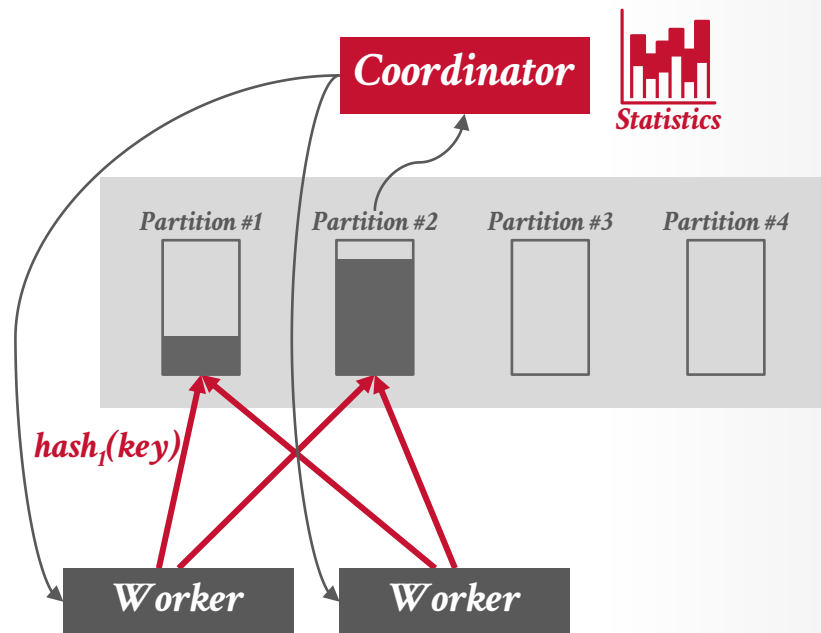 Coordinator
Statistics
Partition #1
Partition #2
Partition #3
Partition #4
hash₁(key)
Worker
Worker